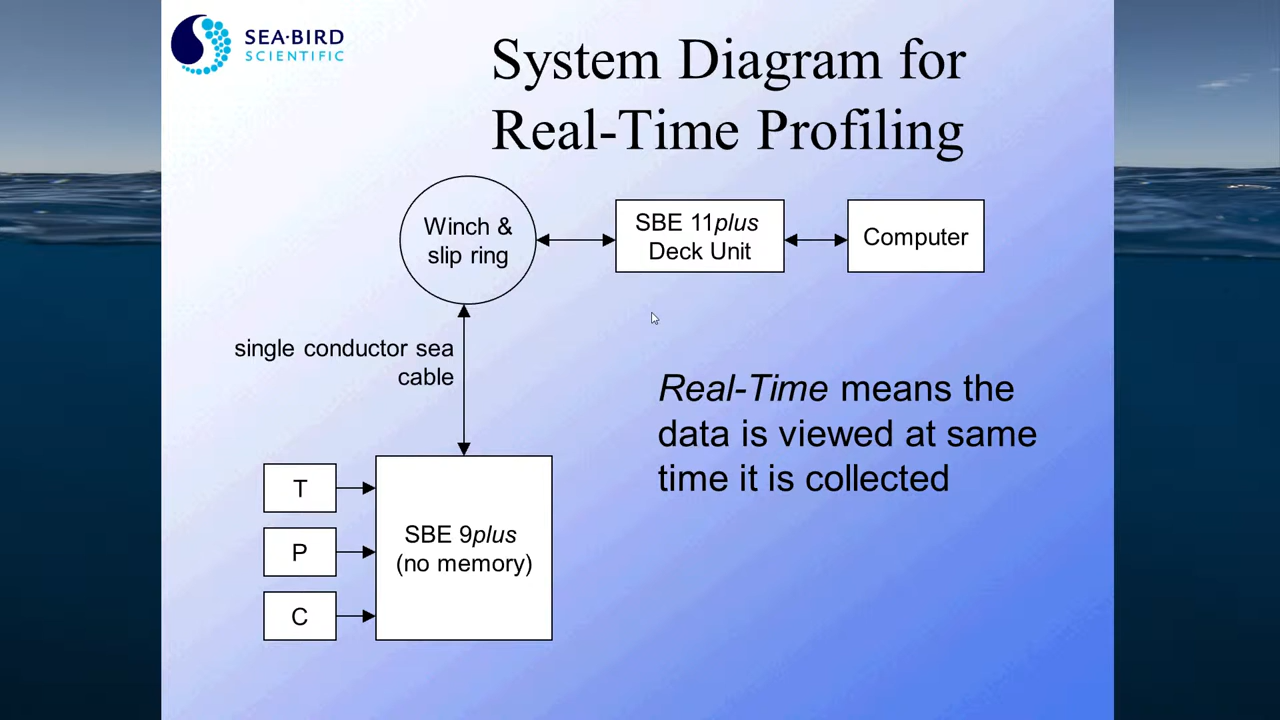 SEA·BIRD
SCIENTIFIC
System Diagram for
Real-Time Profiling
Winch &
slip ring
SBE 11plus
Deck Unit
Computer
single conductor sea
cable
Real-Time means the
data is viewed at same
time it is collected
T
P
C
SBE 9plus
(no memory)